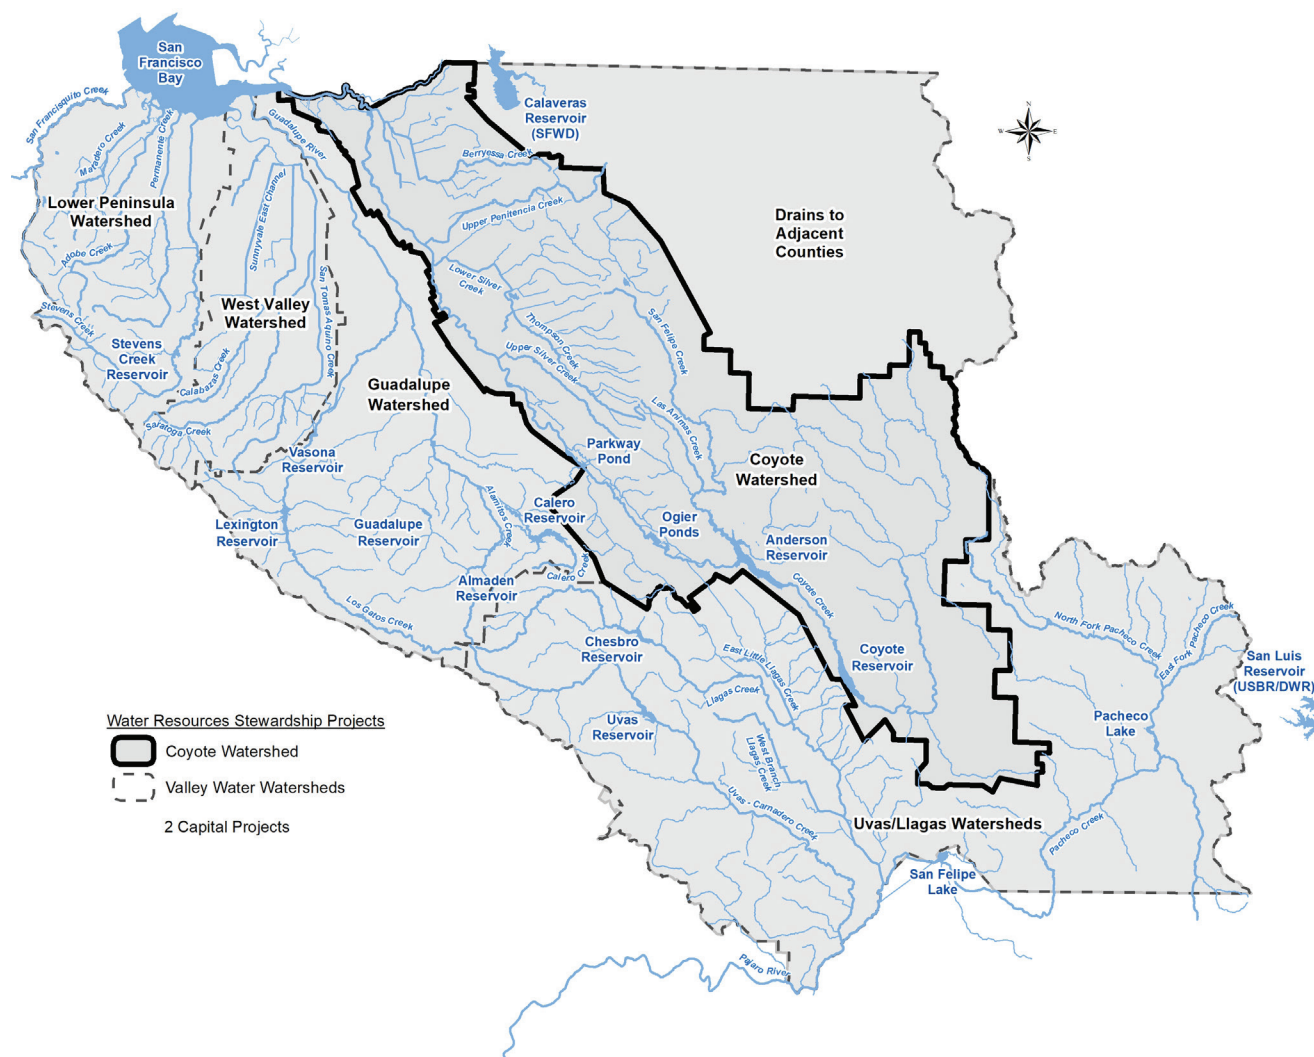 San
Francisco
Bay
San Francisquito Creek
Matadero Creek
Permanente Creek
Guadalupe River
Calaveras
Reservoir
(SFWD)
N
W
E
S
Berryessa Creek
Lower Peninsula
Watershed
Upper Penitencia Creek
Drains to
Adjacent
Counties
Adobe Creek
Sunnyvale East Channel
San Tomas Aquino Creek
Lower Silver
Creek
Stevens Creek
West Valley
Watershed
Thompson Creek
San Felipe Creek
Stevens
Creek
Reservoir
Upper Silver Creek
Calabazas Creek
Guadalupe
Watershed
Las Animas Creek
Saratoga Creek
Vasona
Reservoir
Parkway
Pond
Coyote
Watershed
Alamitos Creek
Calero
Reservoir
Lexington
Reservoir
Guadalupe
Reservoir
Ogier
Ponds
Anderson
Reservoir
Calero Creek
Almaden
Reservoir
Coyote Creek
Los Gatos Creek
North Fork Pacheco Creek
East Fork Pacheco Creek
Chesbro
Reservoir
East Little Llagas Creek
Coyote
Reservoir
San Luis
Reservoir
(USBR/DWR)
Llagas Creek
Uvas
Reservoir
Pacheco
Lake
West Branch
Llagas Creek
Water Resources Stewardship Projects
Coyote Watershed
Valley Water Watersheds
2 Capital Projects
Uvas - Carnadero Creek
Uvas/Llagas Watersheds
Pacheco Creek
San Felipe
Lake
Pajaro River